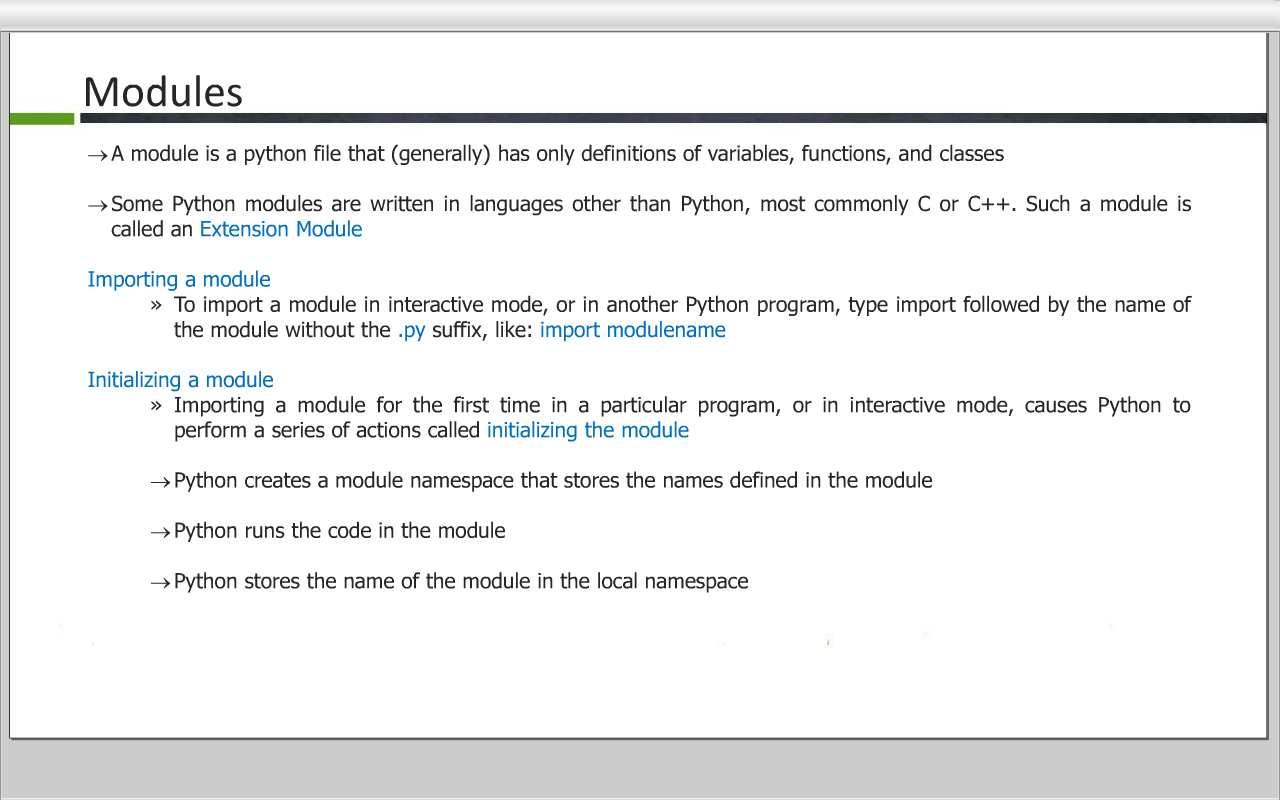 Modules
→A module is a python file that (generally) has only definitions of variables, functions, and classes
→Some Python modules are written in languages other than Python, most commonly C or C++. Such a module is
called an Extension Module
Importing a module
» To import a module in interactive mode, or in another Python program, type import followed by the name of
the module without the .py suffix, like: import modulename
Initializing a module
» Importing a module for the first time in a particular program, or in interactive mode, causes Python to
perform a series of actions called initializing the module
→Python creates a module namespace that stores the names defined in the module
→Python runs the code in the module
→Python stores the name of the module in the local namespace